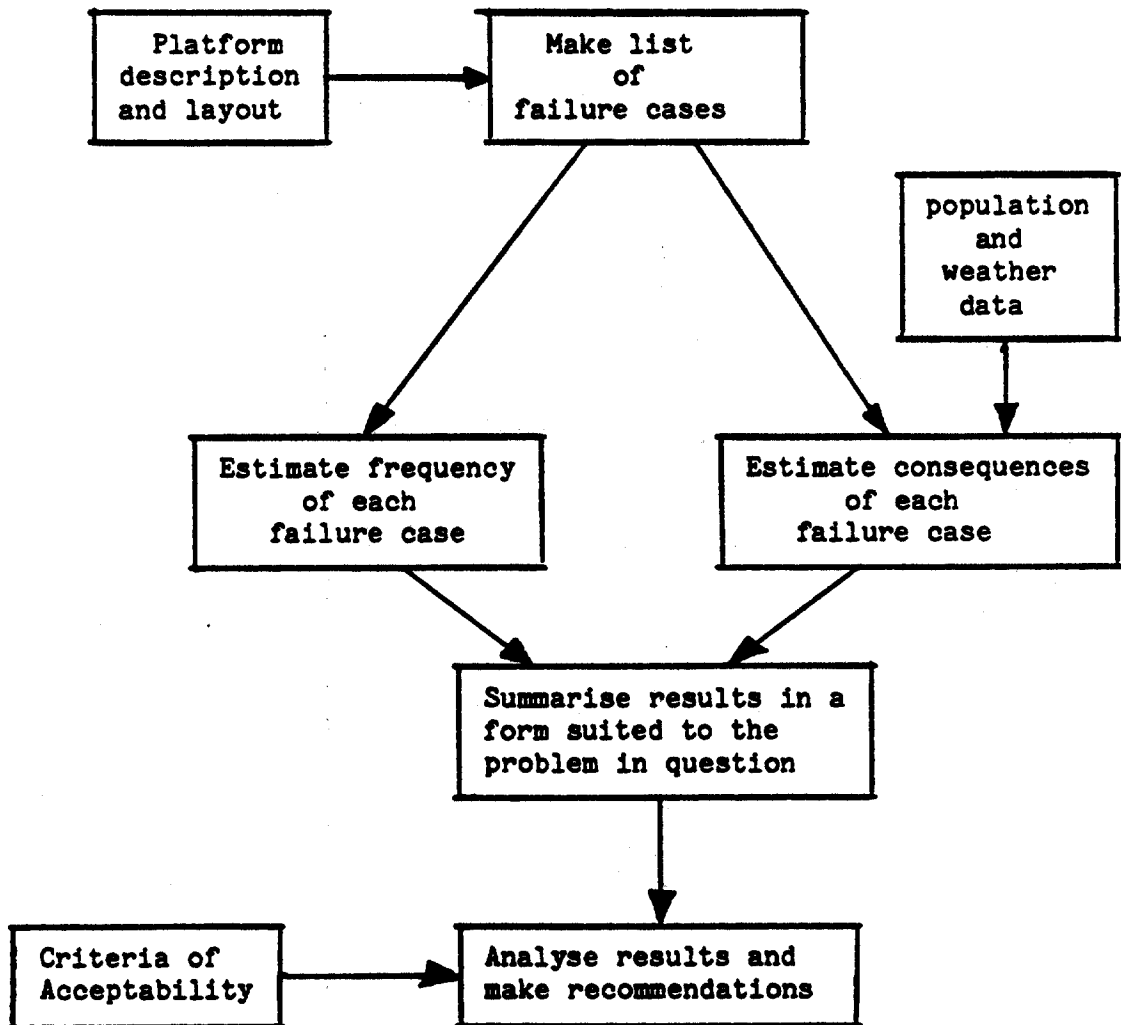 Platform
description
and layout
Make list
of
failure cases
population
and
weather
data
Estimate frequency
of each
failure case
Estimate consequences
of each
failure case
Summarise results in a
form suited to the
problem in question
Criteria of
Acceptability
Analyse results and
make recommendations